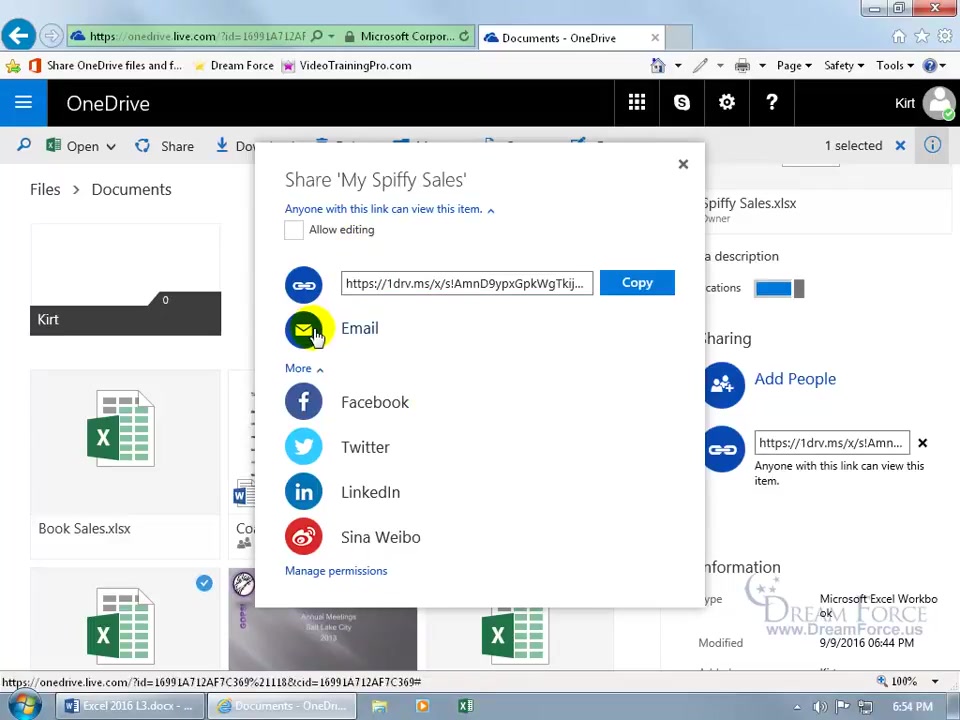 https://onedrive.live.com/?id=16991A712AF
Microsoft Corpor...
Documents - OneDrive
Share OneDrive files and f...
Dream Force
VideoTrainingPro.com
Page
Safety
Tools
OneDrive
Kirt
Open
Share
1 selected
Share 'My Spiffy Sales'
Anyone with this link can view this item.
Allow editing
https://1drv.ms/x/s!AmnD9ypxGpkWgTkij...
Copy
Email
More
Facebook
Twitter
LinkedIn
Sina Weibo
Manage permissions
Files > Documents
0
Kirt
Book Sales.xlsx
Annual Meetings
Salt Lake City
2013
Spiffy Sales.xlsx
Owner
a description
Sharing
Add People
https://1drv.ms/x/s!Amn...
Anyone with this link can view this
item.
Information
Type
Microsoft Excel Workbo
ok
Modified
9/9/2016 06:44 PM
DREAM FORCE
www.DreamForce.us
https://onedrive.live.com/?id=16991A712AF7C369%21118&cid=16991A712AF7C369#
100%
Excel 2016 L3.docx - ...
Documents - OneDri...
6:54 PM